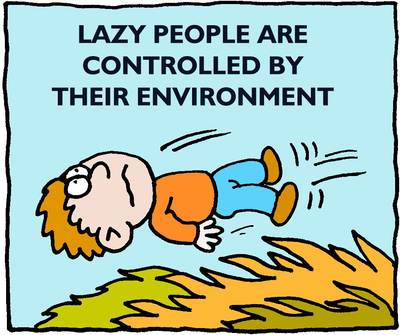 LAZY PEOPLE ARE
CONTROLLED BY
THEIR ENVIRONMENT